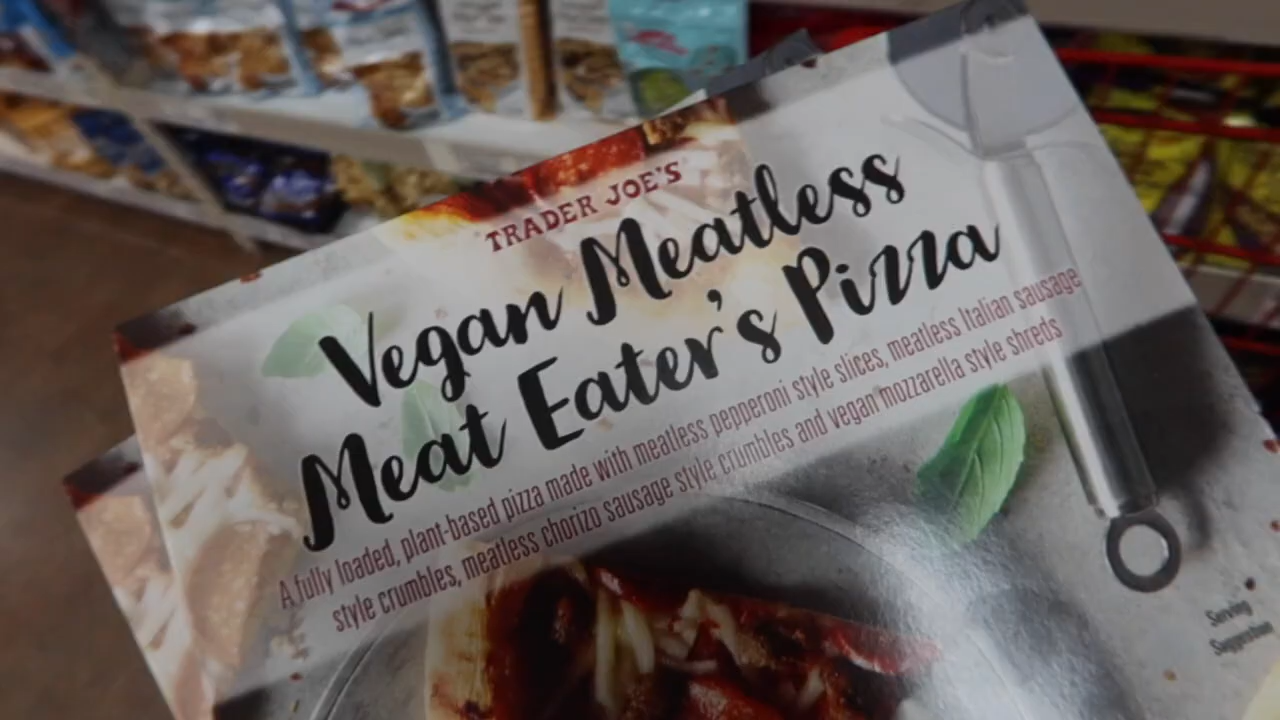 TRADER JOE'S
Vegan Meatless
Meat Eater's Pizza
A fully loaded, plant-based pizza made with meatless pepperoni style slices, meatless Italian sausage
style crumbles, meatless chorizo sausage style crumbles and vegan mozzarella style shreds
Serving
Suggestion